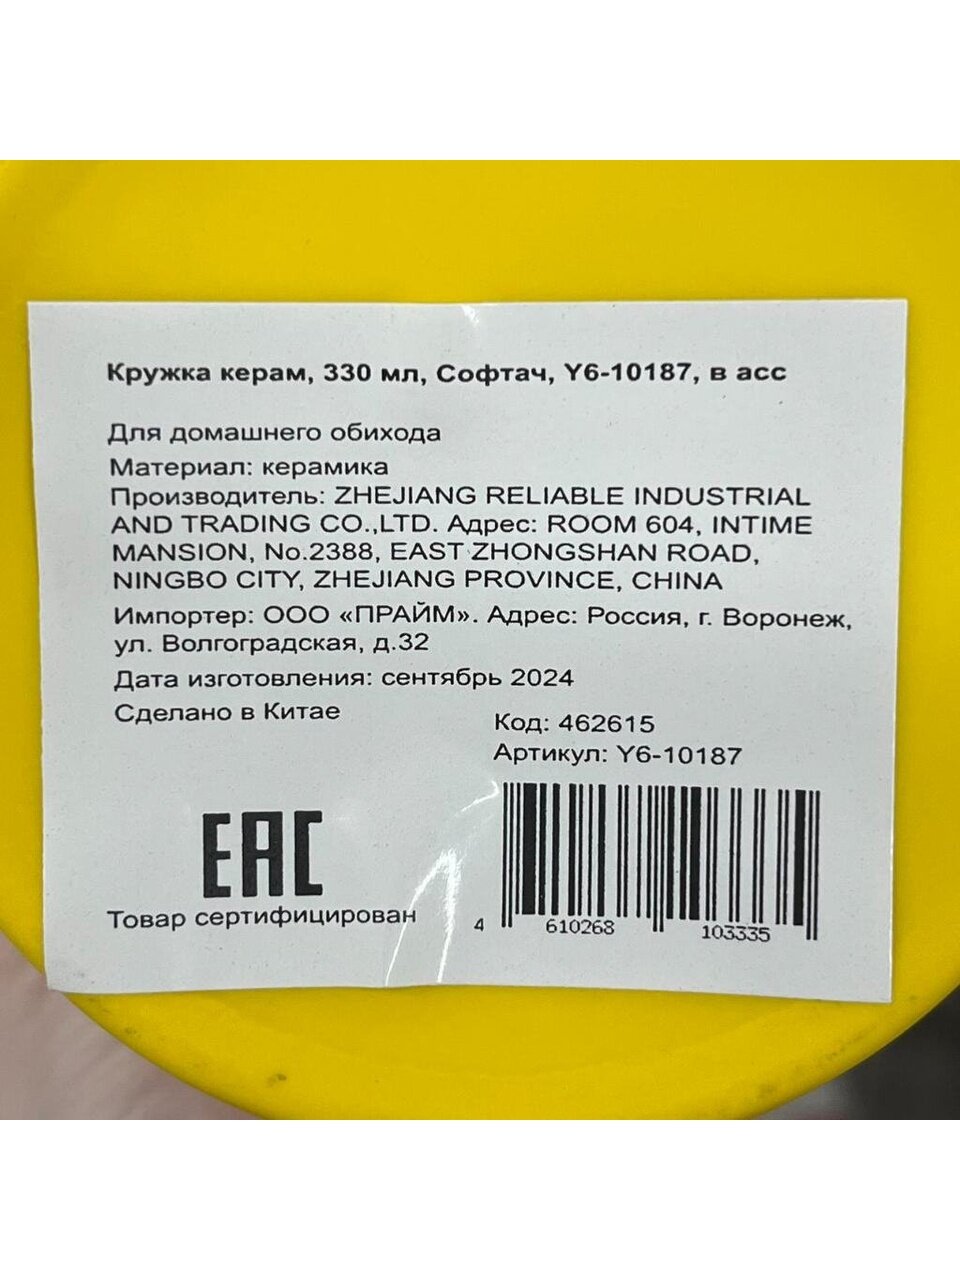 Кружка керам, 330 мл, Софтач, Y6-10187, в асс
Для домашнего обихода
Материал: керамика
Производитель: ZHEJIANG RELIABLE INDUSTRIAL
AND TRADING CO.,LTD. Адрес: ROOM 604, INTIME
MANSION, No.2388, EAST ZHONGSHAN ROAD,
NINGBO CITY, ZHEJIANG PROVINCE, CHINA
Импортер: ООО «ПРАЙМ». Адрес: Россия, г. Воронеж,
ул. Волгоградская, д.32
Дата изготовления: сентябрь 2024
Сделано в Китае
Код: 462615
Артикул: Y6-10187
EAC
Товар сертифицирован
4 610268 103335